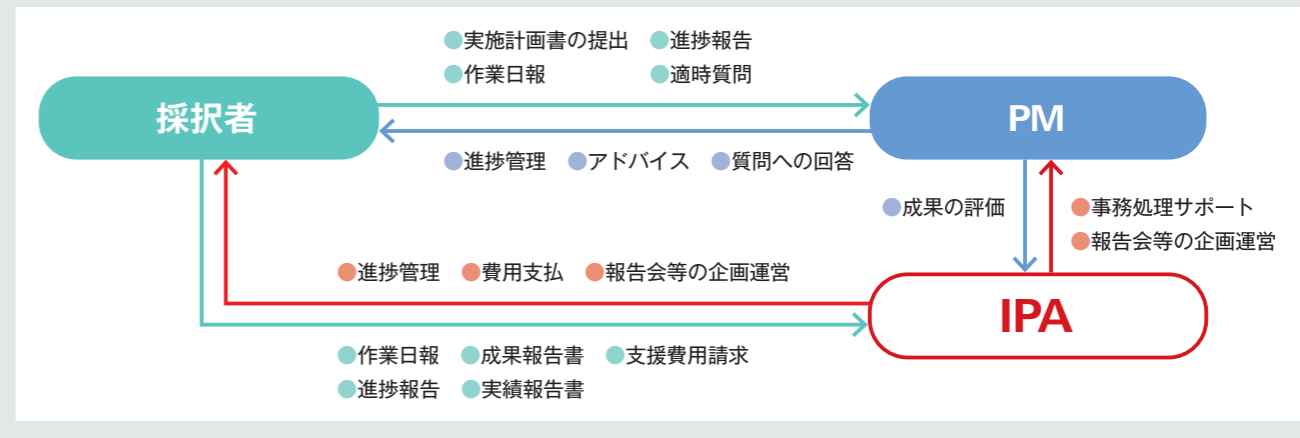 ●実施計画書の提出 ●進捗報告
●作業日報 ●適時質問
採択者
PM
●進捗管理 ●アドバイス ●質問への回答
●成果の評価
●事務処理サポート
●報告会等の企画運営
●進捗管理 ●費用支払 ●報告会等の企画運営
IPA
●作業日報 ●成果報告書 ●支援費用請求
●進捗報告 ●実績報告書